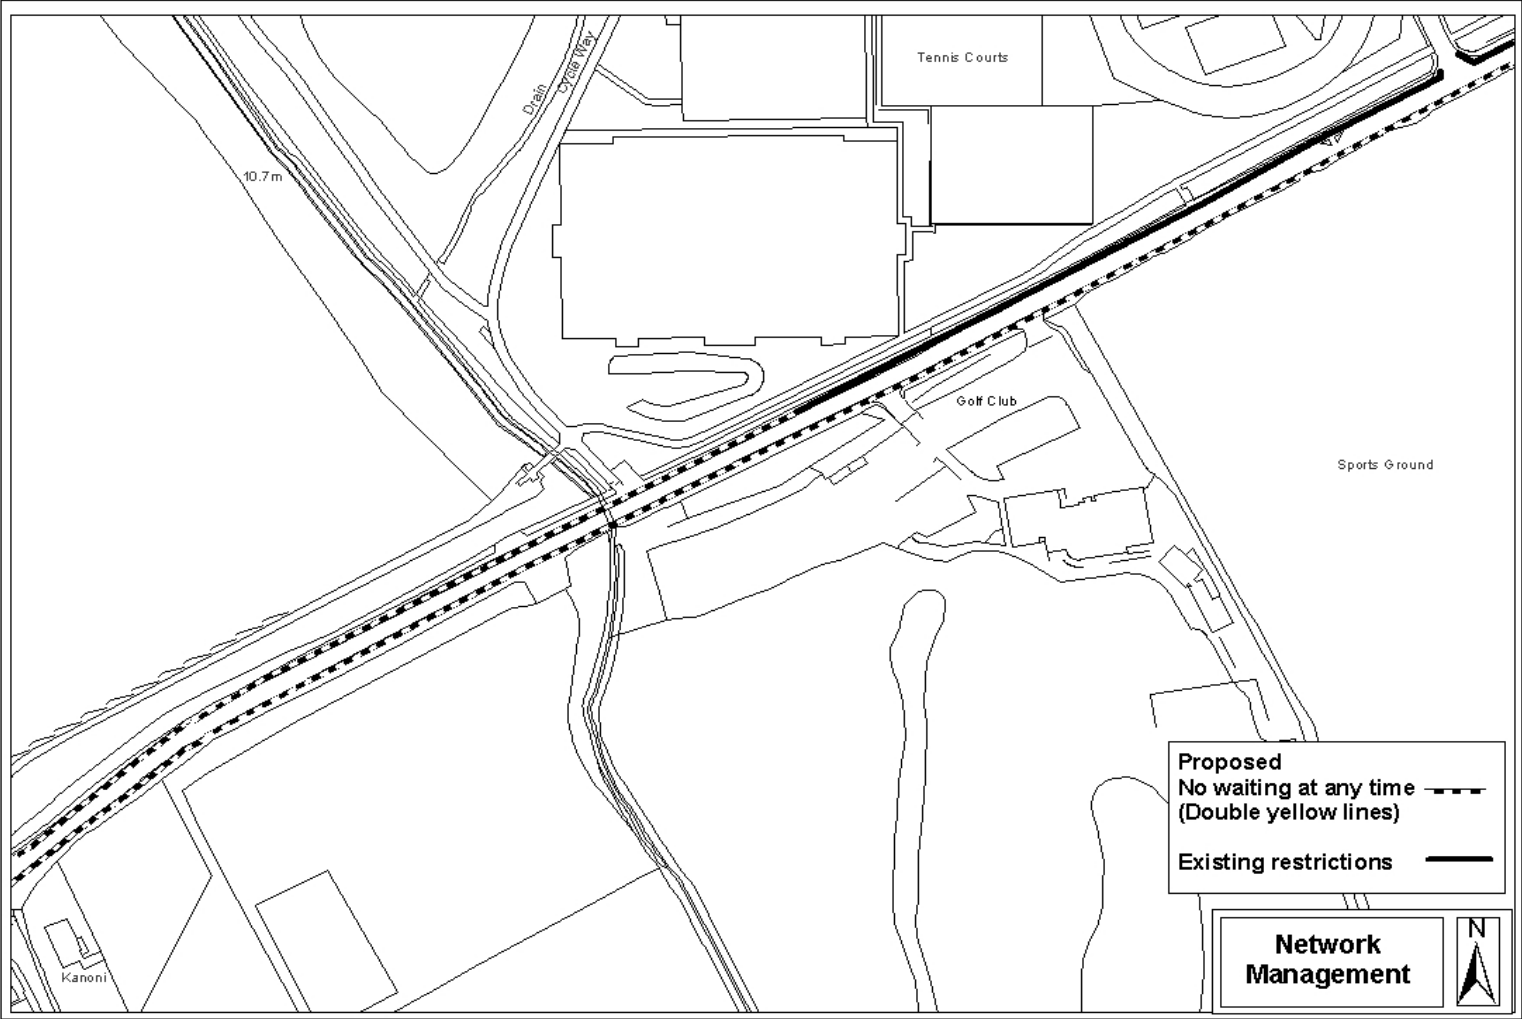 Tennis Courts
Cycle Way
Drain
10.7m
Golf Club
Sports Ground
Proposed
No waiting at any time
(Double yellow lines)
Existing restrictions
Network
Management
N
Kanoni